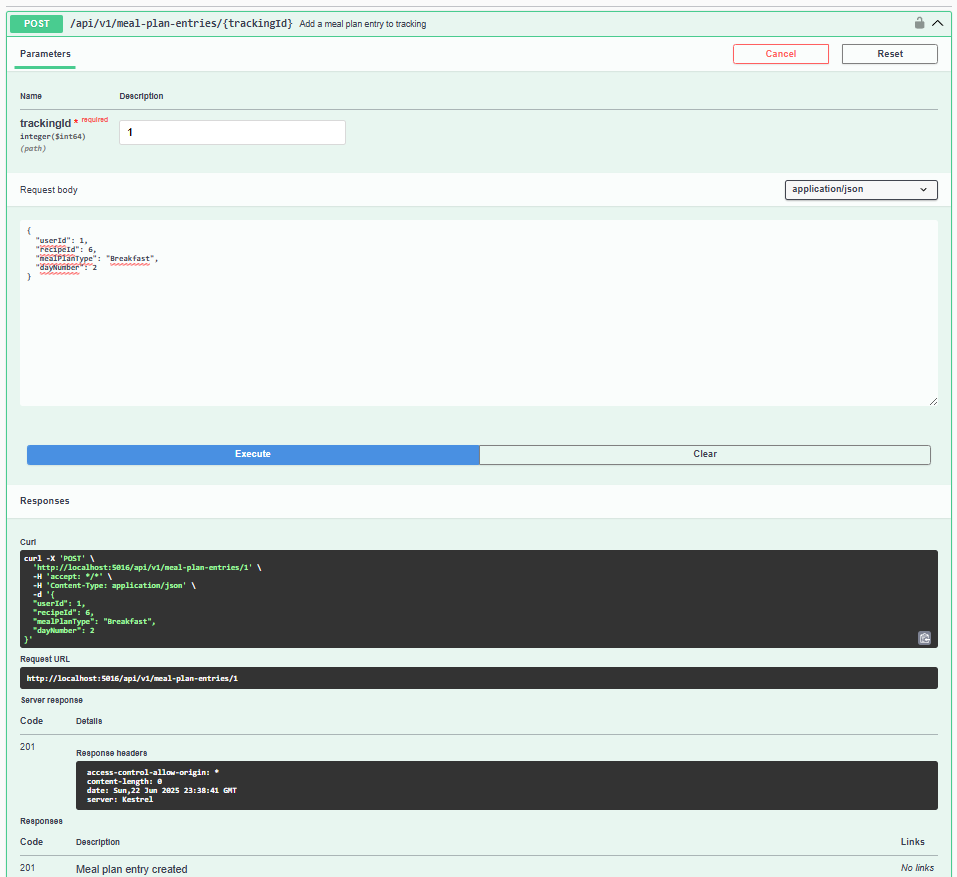 POST /api/v1/meal-plan-entries/{trackingId} Add a meal plan entry to tracking
Parameters
Cancel
Reset
Name Description
trackingId * required
integer($int64)
(path)
1
Request body
application/json
{
  "userId": 1,
  "recipeId": 6,
  "mealPlanType": "Breakfast",
  "dayNumber": 2
}
Execute
Clear
Responses
Curl
curl -X 'POST' \
  'http://localhost:5016/api/v1/meal-plan-entries/1' \
  -H 'accept: */*' \
  -H 'Content-Type: application/json' \
  -d '{
  "userId": 1,
  "recipeId": 6,
  "mealPlanType": "Breakfast",
  "dayNumber": 2
}'
Request URL
http://localhost:5016/api/v1/meal-plan-entries/1
Server response
Code Details
201
Response headers
access-control-allow-origin: *
content-length: 0
date: Sun,22 Jun 2025 23:38:41 GMT
server: Kestrel
Responses
Code Description Links
201 Meal plan entry created No links